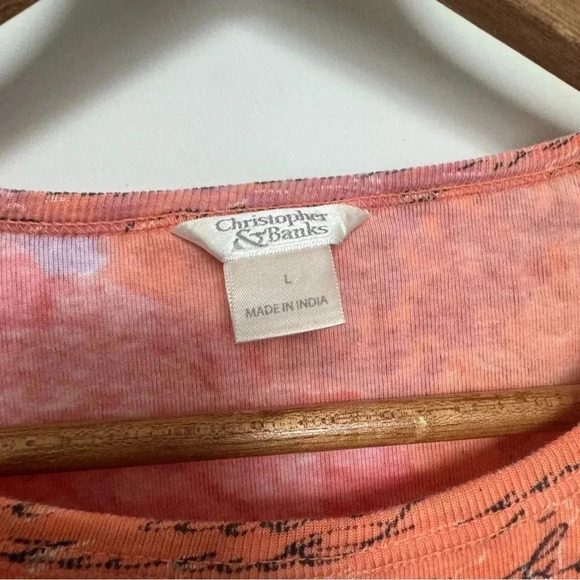 Christopher
& Banks
L
MADE IN INDIA